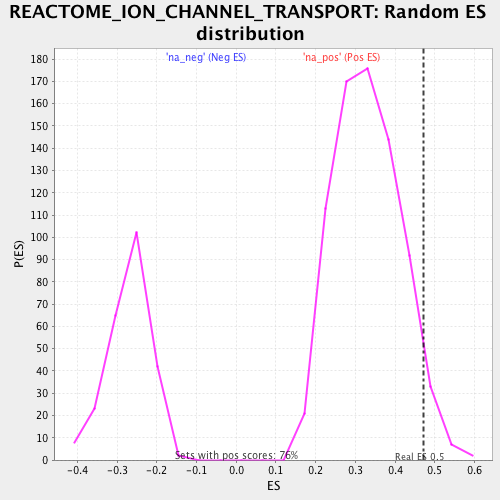 REACTOME_ION_CHANNEL_TRANSPORT: Random ES
distribution
'na_neg' (Neg ES)
'na_pos' (Pos ES)
180
170
160
150
140
130
120
110
100
90
80
70
60
50
40
30
20
10
0
P(ES)
Sets with pos scores: 76%
Real ES 0.5
-0.4 -0.3 -0.2 -0.1 0.0 0.1 0.2 0.3 0.4 0.5 0.6
ES